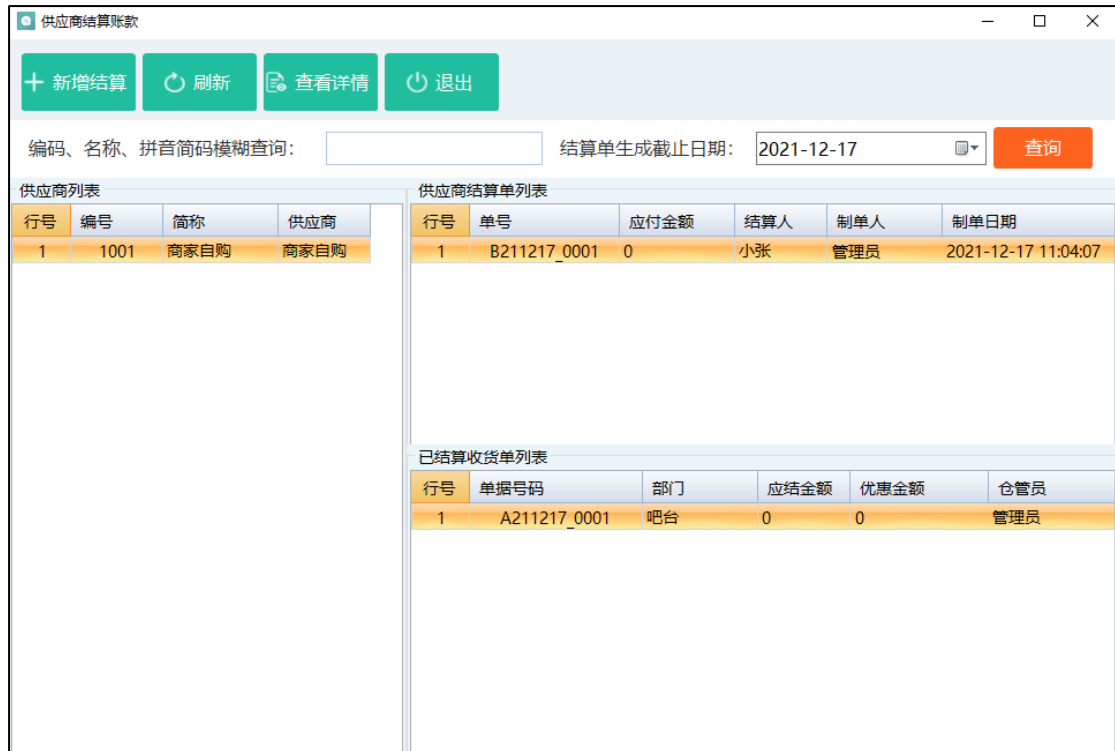 供应商结算账款
新增结算 刷新 查看详情 退出
编码、名称、拼音简码模糊查询： 结算单生成截止日期： 2021-12-17 查询
供应商列表
行号 编号 简称 供应商
1 1001 商家自购 商家自购
供应商结算单列表
行号 单号 应付金额 结算人 制单人 制单日期
1 B211217_0001 0 小张 管理员 2021-12-17 11:04:07
已结算收货单列表
行号 单据号码 部门 应结金额 优惠金额 仓管员
1 A211217_0001 吧台 0 0 管理员